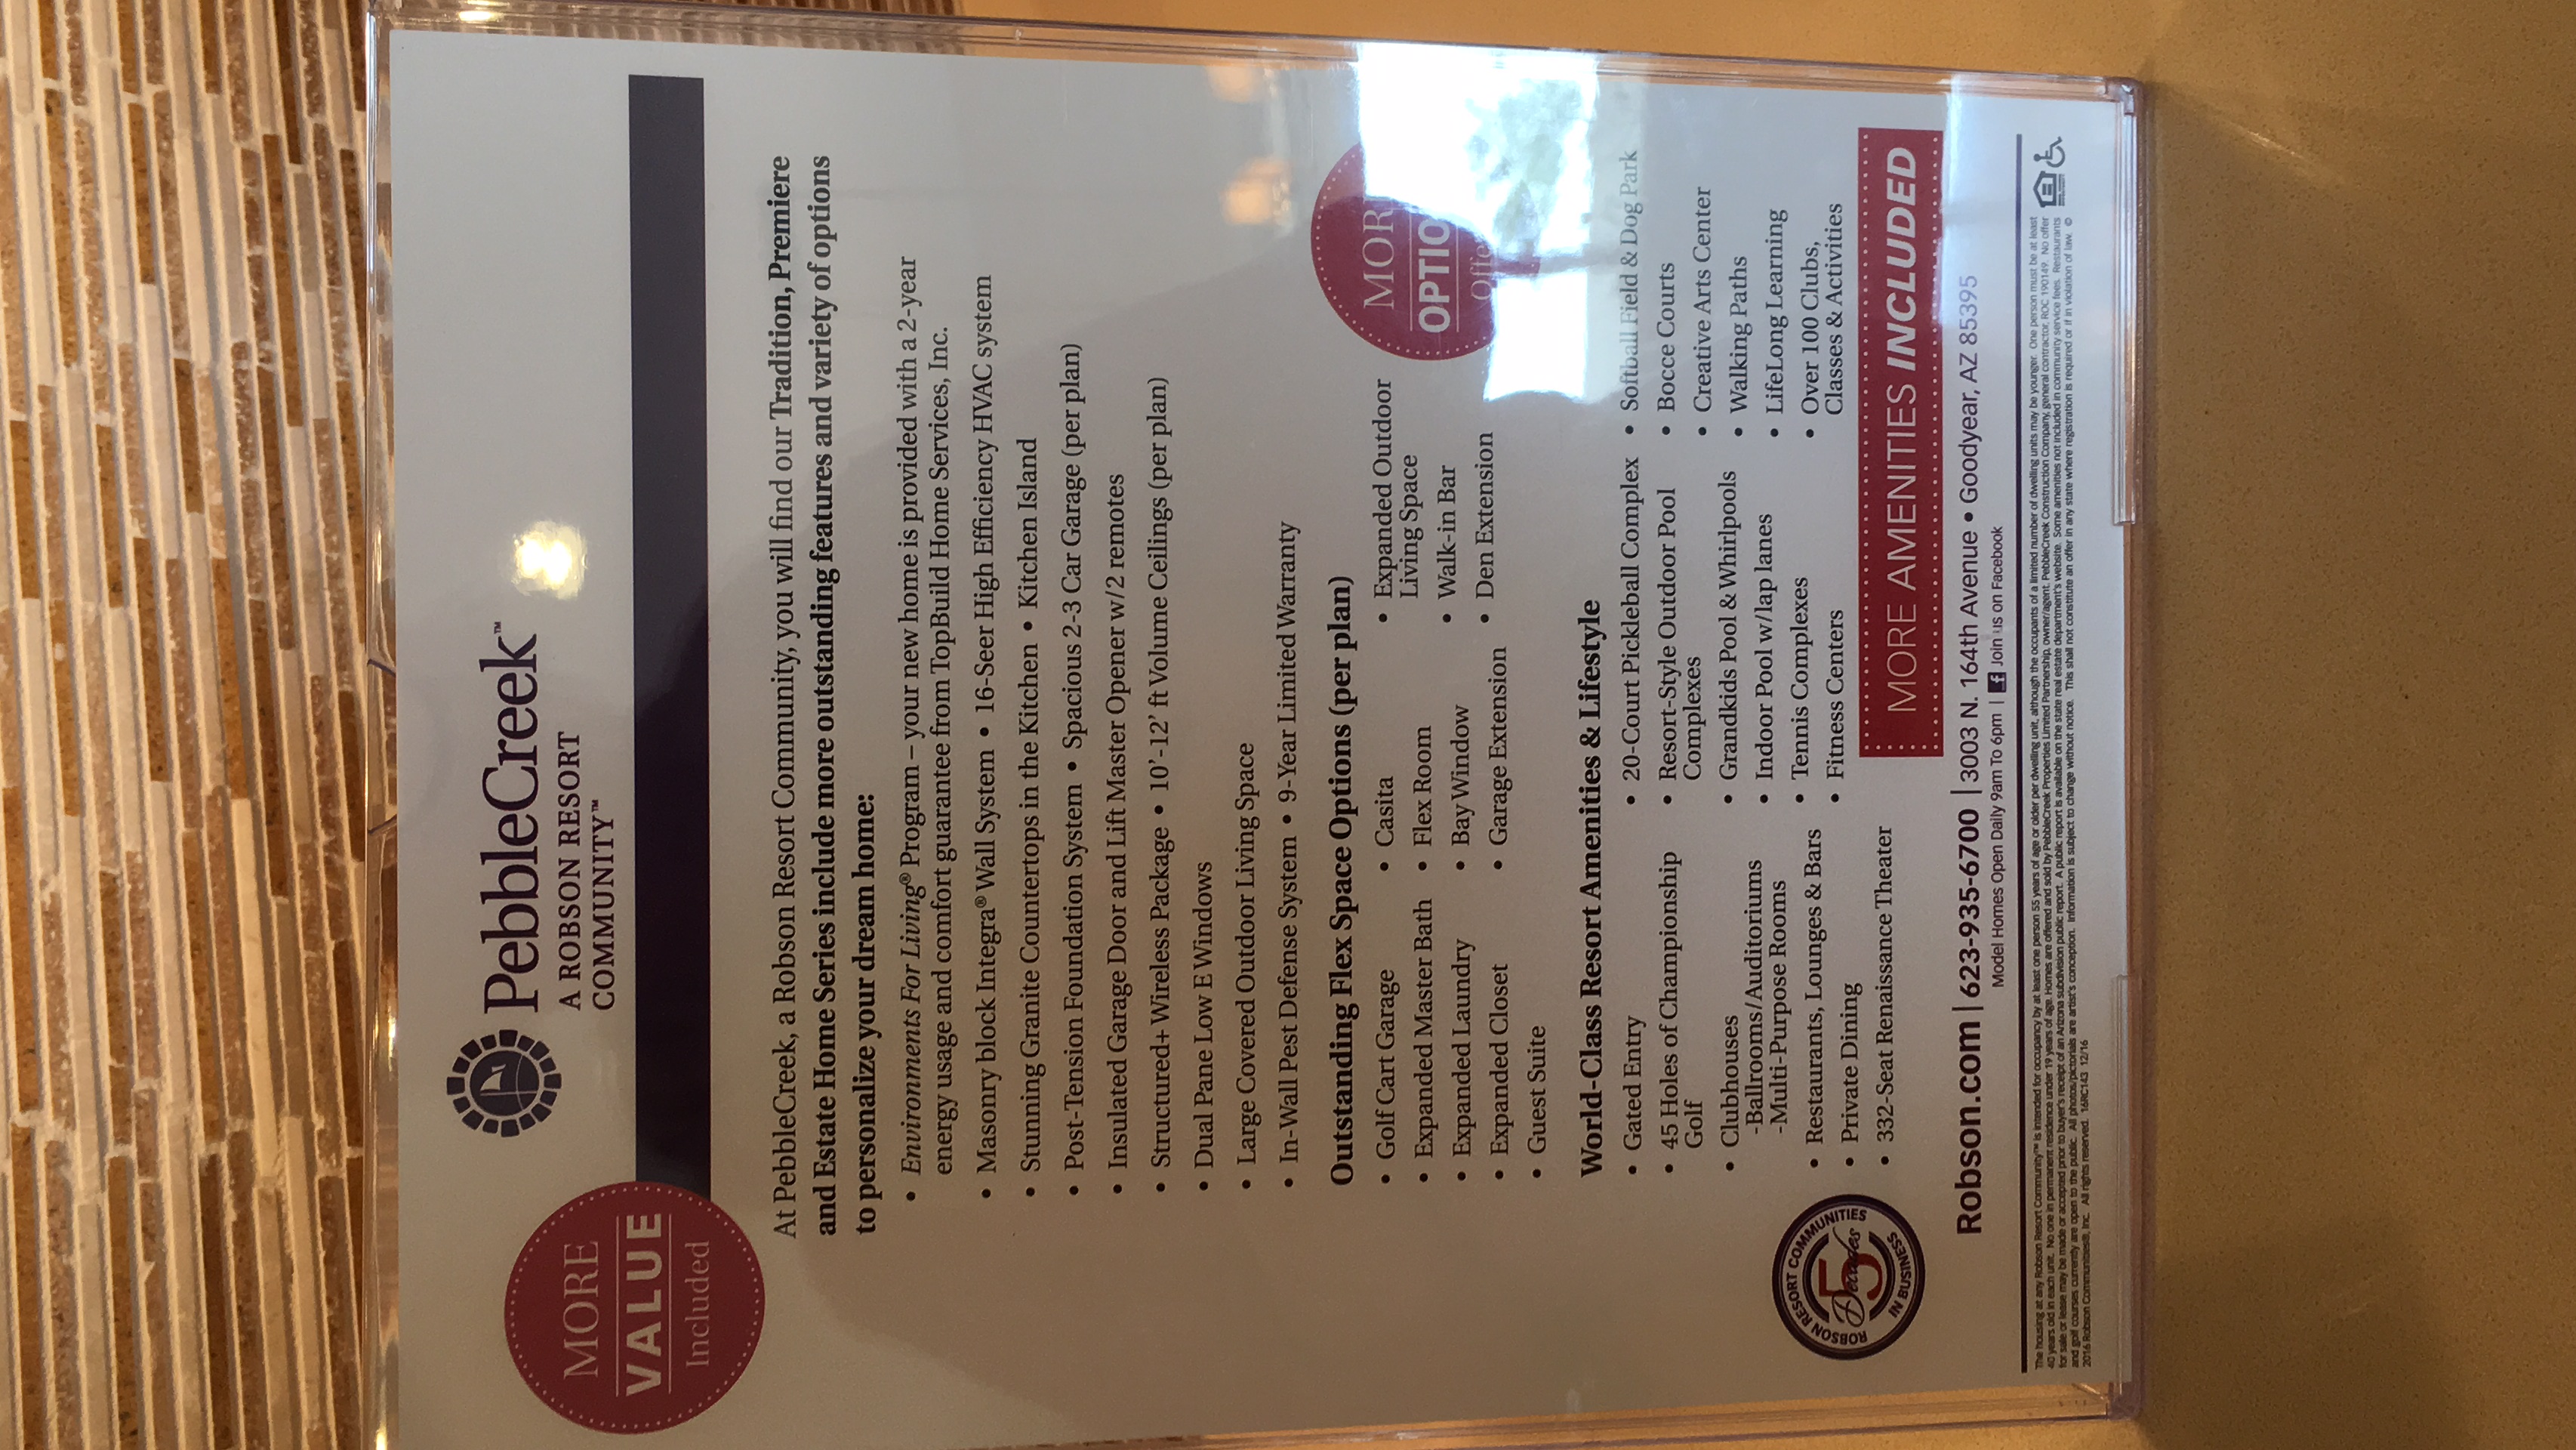 PebbleCreek™
A ROBSON RESORT
COMMUNITY™
MORE
VALUE
Included
At PebbleCreek, a Robson Resort Community, you will find our Tradition, Premiere
and Estate Home Series include more outstanding features and variety of options
to personalize your dream home:
• Environments For Living® Program – your new home is provided with a 2-year
energy usage and comfort guarantee from TopBuild Home Services, Inc.
• Masonry block Integra® Wall System • 16-Seer High Efficiency HVAC system
• Stunning Granite Countertops in the Kitchen • Kitchen Island
• Post-Tension Foundation System • Spacious 2-3 Car Garage (per plan)
• Insulated Garage Door and Lift Master Opener w/2 remotes
• Structured+ Wireless Package • 10’-12’ ft Volume Ceilings (per plan)
• Dual Pane Low E Windows
• Large Covered Outdoor Living Space
• In-Wall Pest Defense System • 9-Year Limited Warranty
Outstanding Flex Space Options (per plan)
• Golf Cart Garage
• Expanded Master Bath
• Expanded Laundry
• Expanded Closet
• Guest Suite
• Casita
• Flex Room
• Bay Window
• Garage Extension
• Expanded Outdoor
Living Space
• Walk-in Bar
• Den Extension
MOR
OPTIO
Offe
World-Class Resort Amenities & Lifestyle
• Gated Entry
• 45 Holes of Championship
Golf
• Clubhouses
-Ballrooms/Auditoriums
-Multi-Purpose Rooms
• Restaurants, Lounges & Bars
• Private Dining
• 332-Seat Renaissance Theater
• 20-Court Pickleball Complex
• Resort-Style Outdoor Pool
Complexes
• Grandkids Pool & Whirlpools
• Indoor Pool w/lap lanes
• Tennis Complexes
• Fitness Centers
• Softball Field & Dog Park
• Bocce Courts
• Creative Arts Center
• Walking Paths
• LifeLong Learning
• Over 100 Clubs,
Classes & Activities
ROBSON RESORT COMMUNITIES
5
Decades
IN BUSINESS
MORE AMENITIES INCLUDED
Robson.com | 623-935-6700 | 3003 N. 164th Avenue • Goodyear, AZ 85395
Model Homes Open Daily 9am To 6pm | f Join us on Facebook
The housing at any Robson Resort Community™ is intended for occupancy by at least one person 55 years of age or older per dwelling unit, although the occupants of a limited number of dwelling units may be younger. One person must be at least
40 years old in each unit. No one in permanent residence under 19 years of age. Homes are offered and sold by PebbleCreek Properties Limited Partnership, owner/agent. PebbleCreek Construction Company, general contractor, ROC 190149. No offer
for sale or lease may be made or accepted prior to buyer's receipt of an Arizona subdivision public report. A public report is available on the state real estate department's website. Some amenities not included in community service fees. Restaurants
and golf courses currently are open to the public. All photos/pictorials are artist's conception. Information is subject to change without notice. This shall not constitute an offer in any state where registration is required or if in violation of law. ©
2016 Robson Communities®, Inc. All rights reserved. 16RC143 12/16